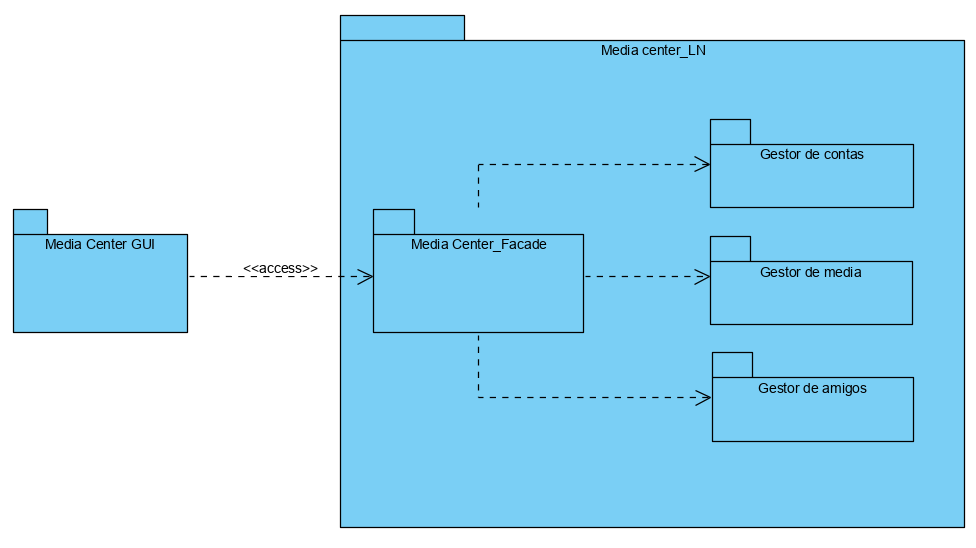 Media center_LN
Gestor de contas
Media Center GUI
<<access>>
Media Center_Facade
Gestor de media
Gestor de amigos